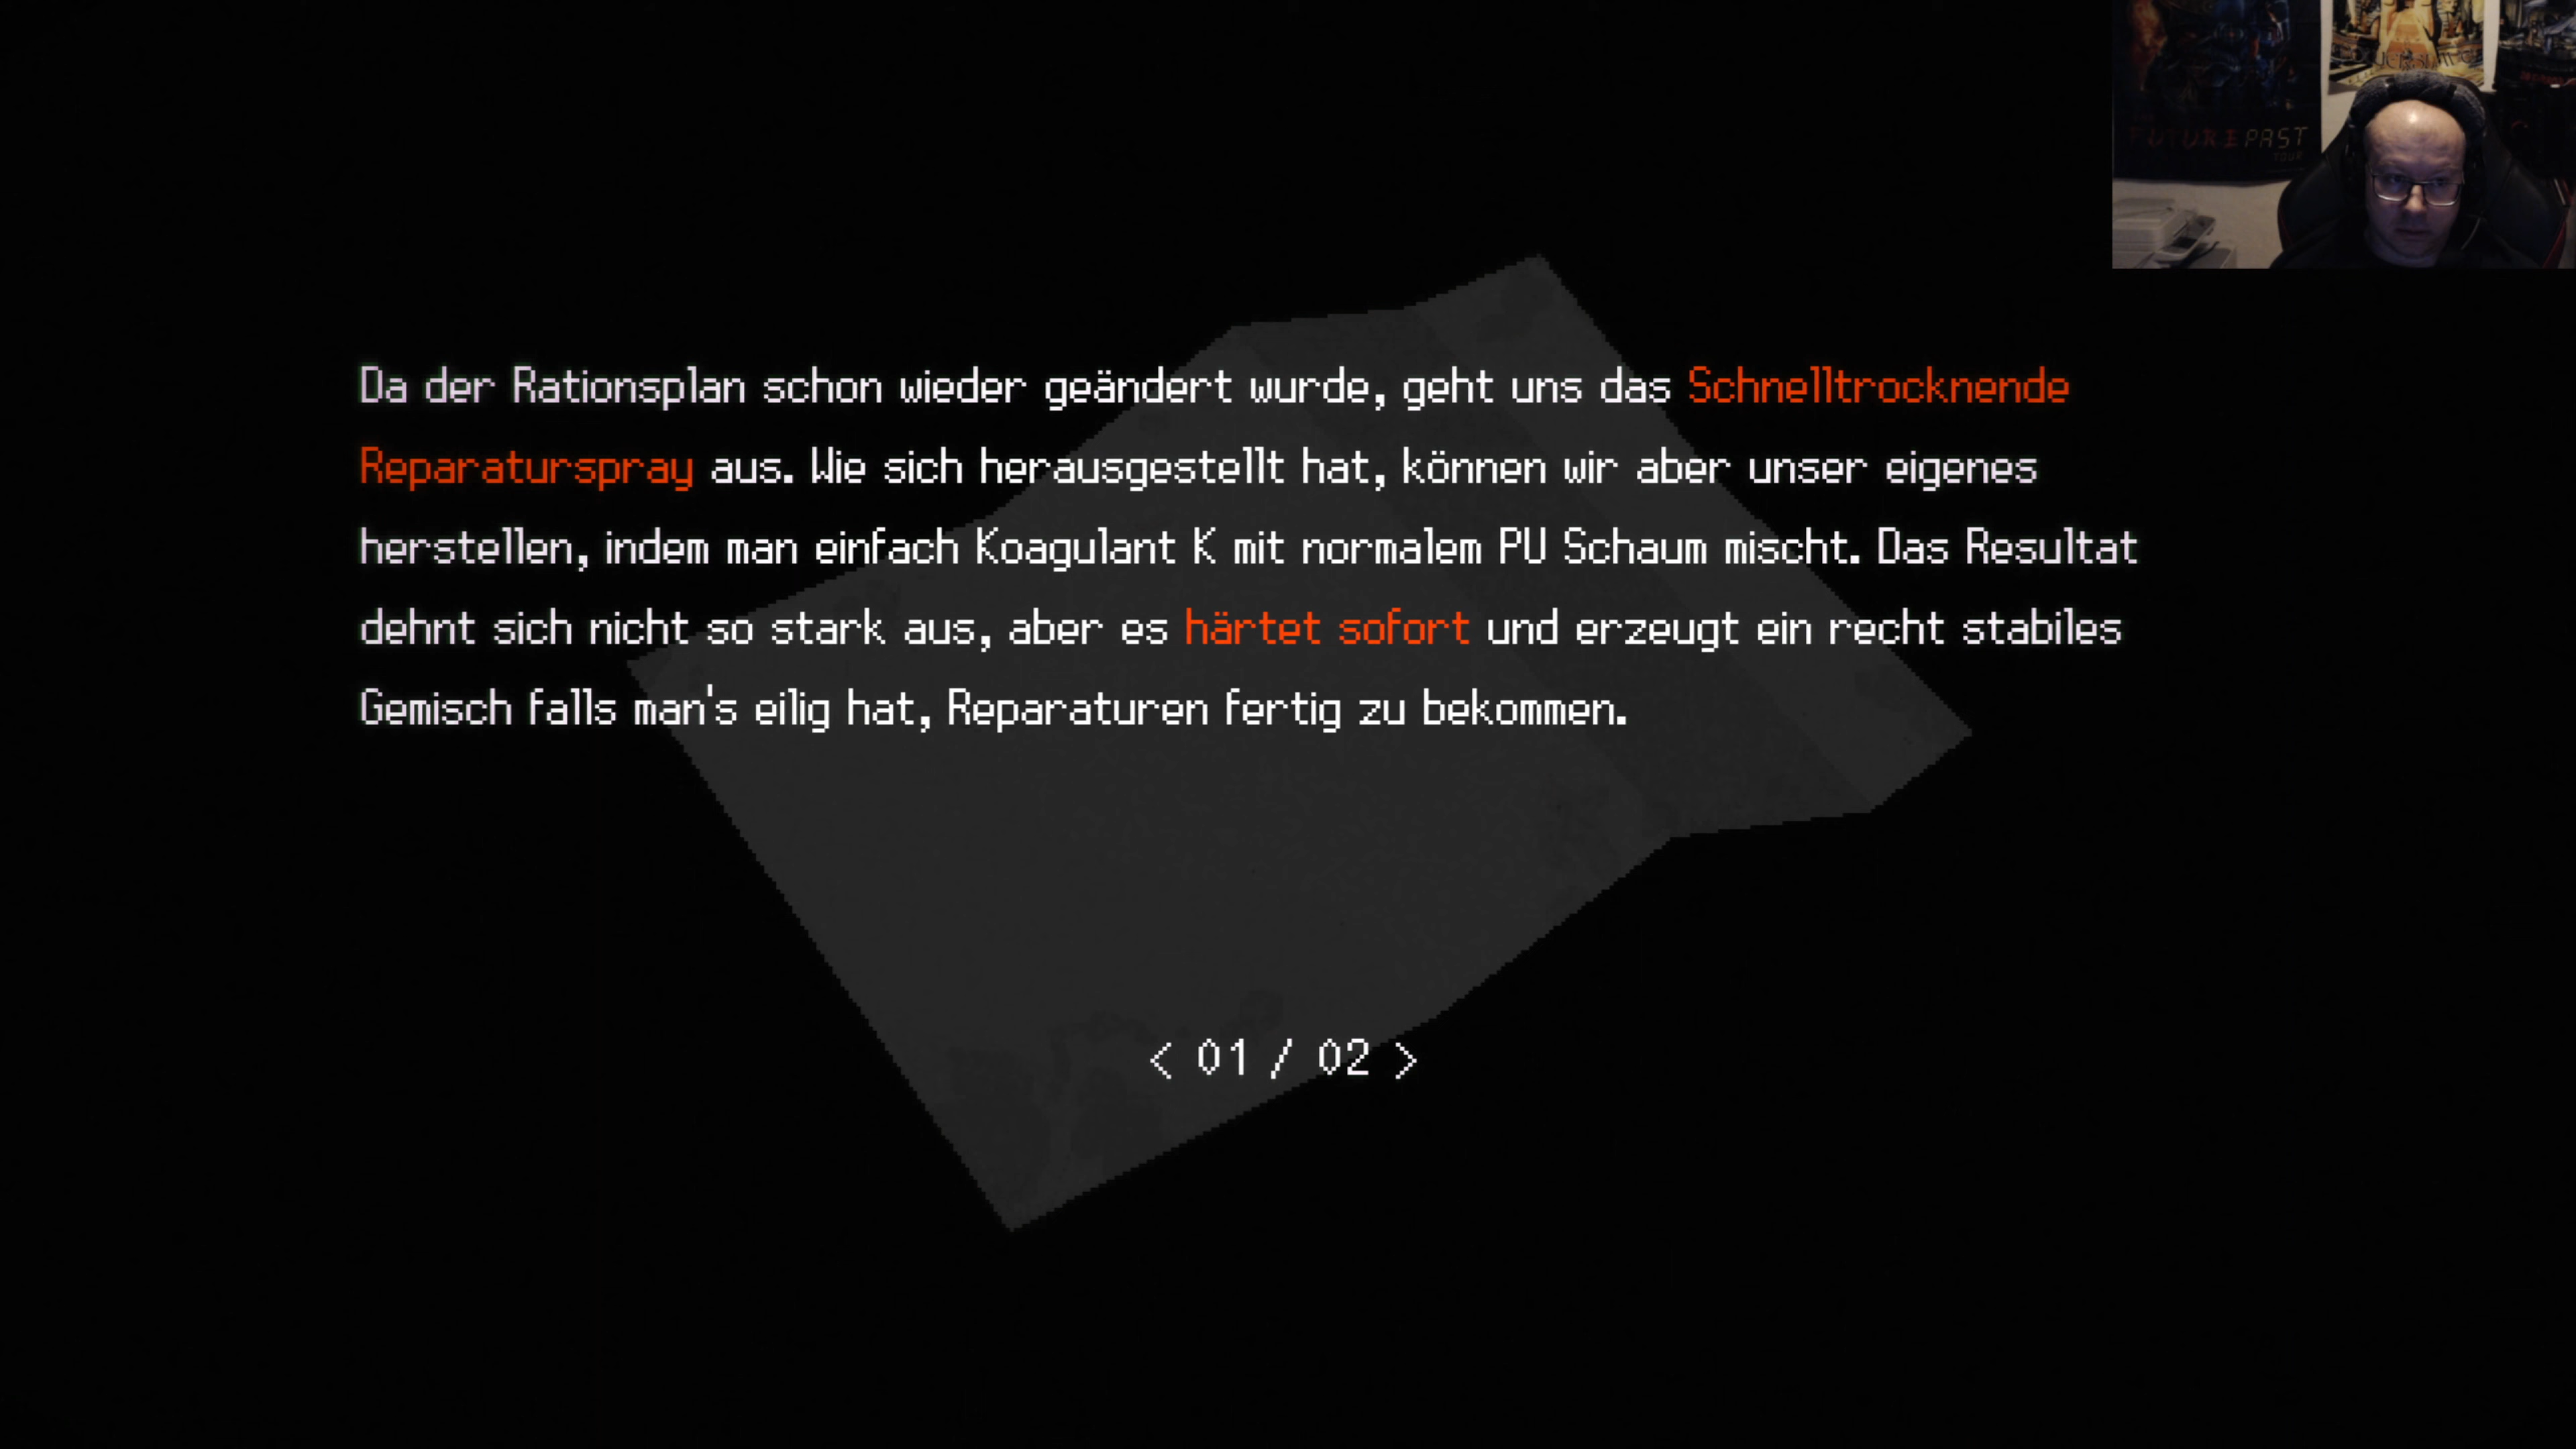 FUTURE PAST
TOUR
Da der Rationsplan schon wieder geändert wurde, geht uns das Schnelltrocknende
Reparaturspray aus. Wie sich herausgestellt hat, können wir aber unser eigenes
herstellen, indem man einfach Koagulant K mit normalem PU Schaum mischt. Das Resultat
dehnt sich nicht so stark aus, aber es härtet sofort und erzeugt ein recht stabiles
Gemisch falls man's eilig hat, Reparaturen fertig zu bekommen.
< 01 / 02 >